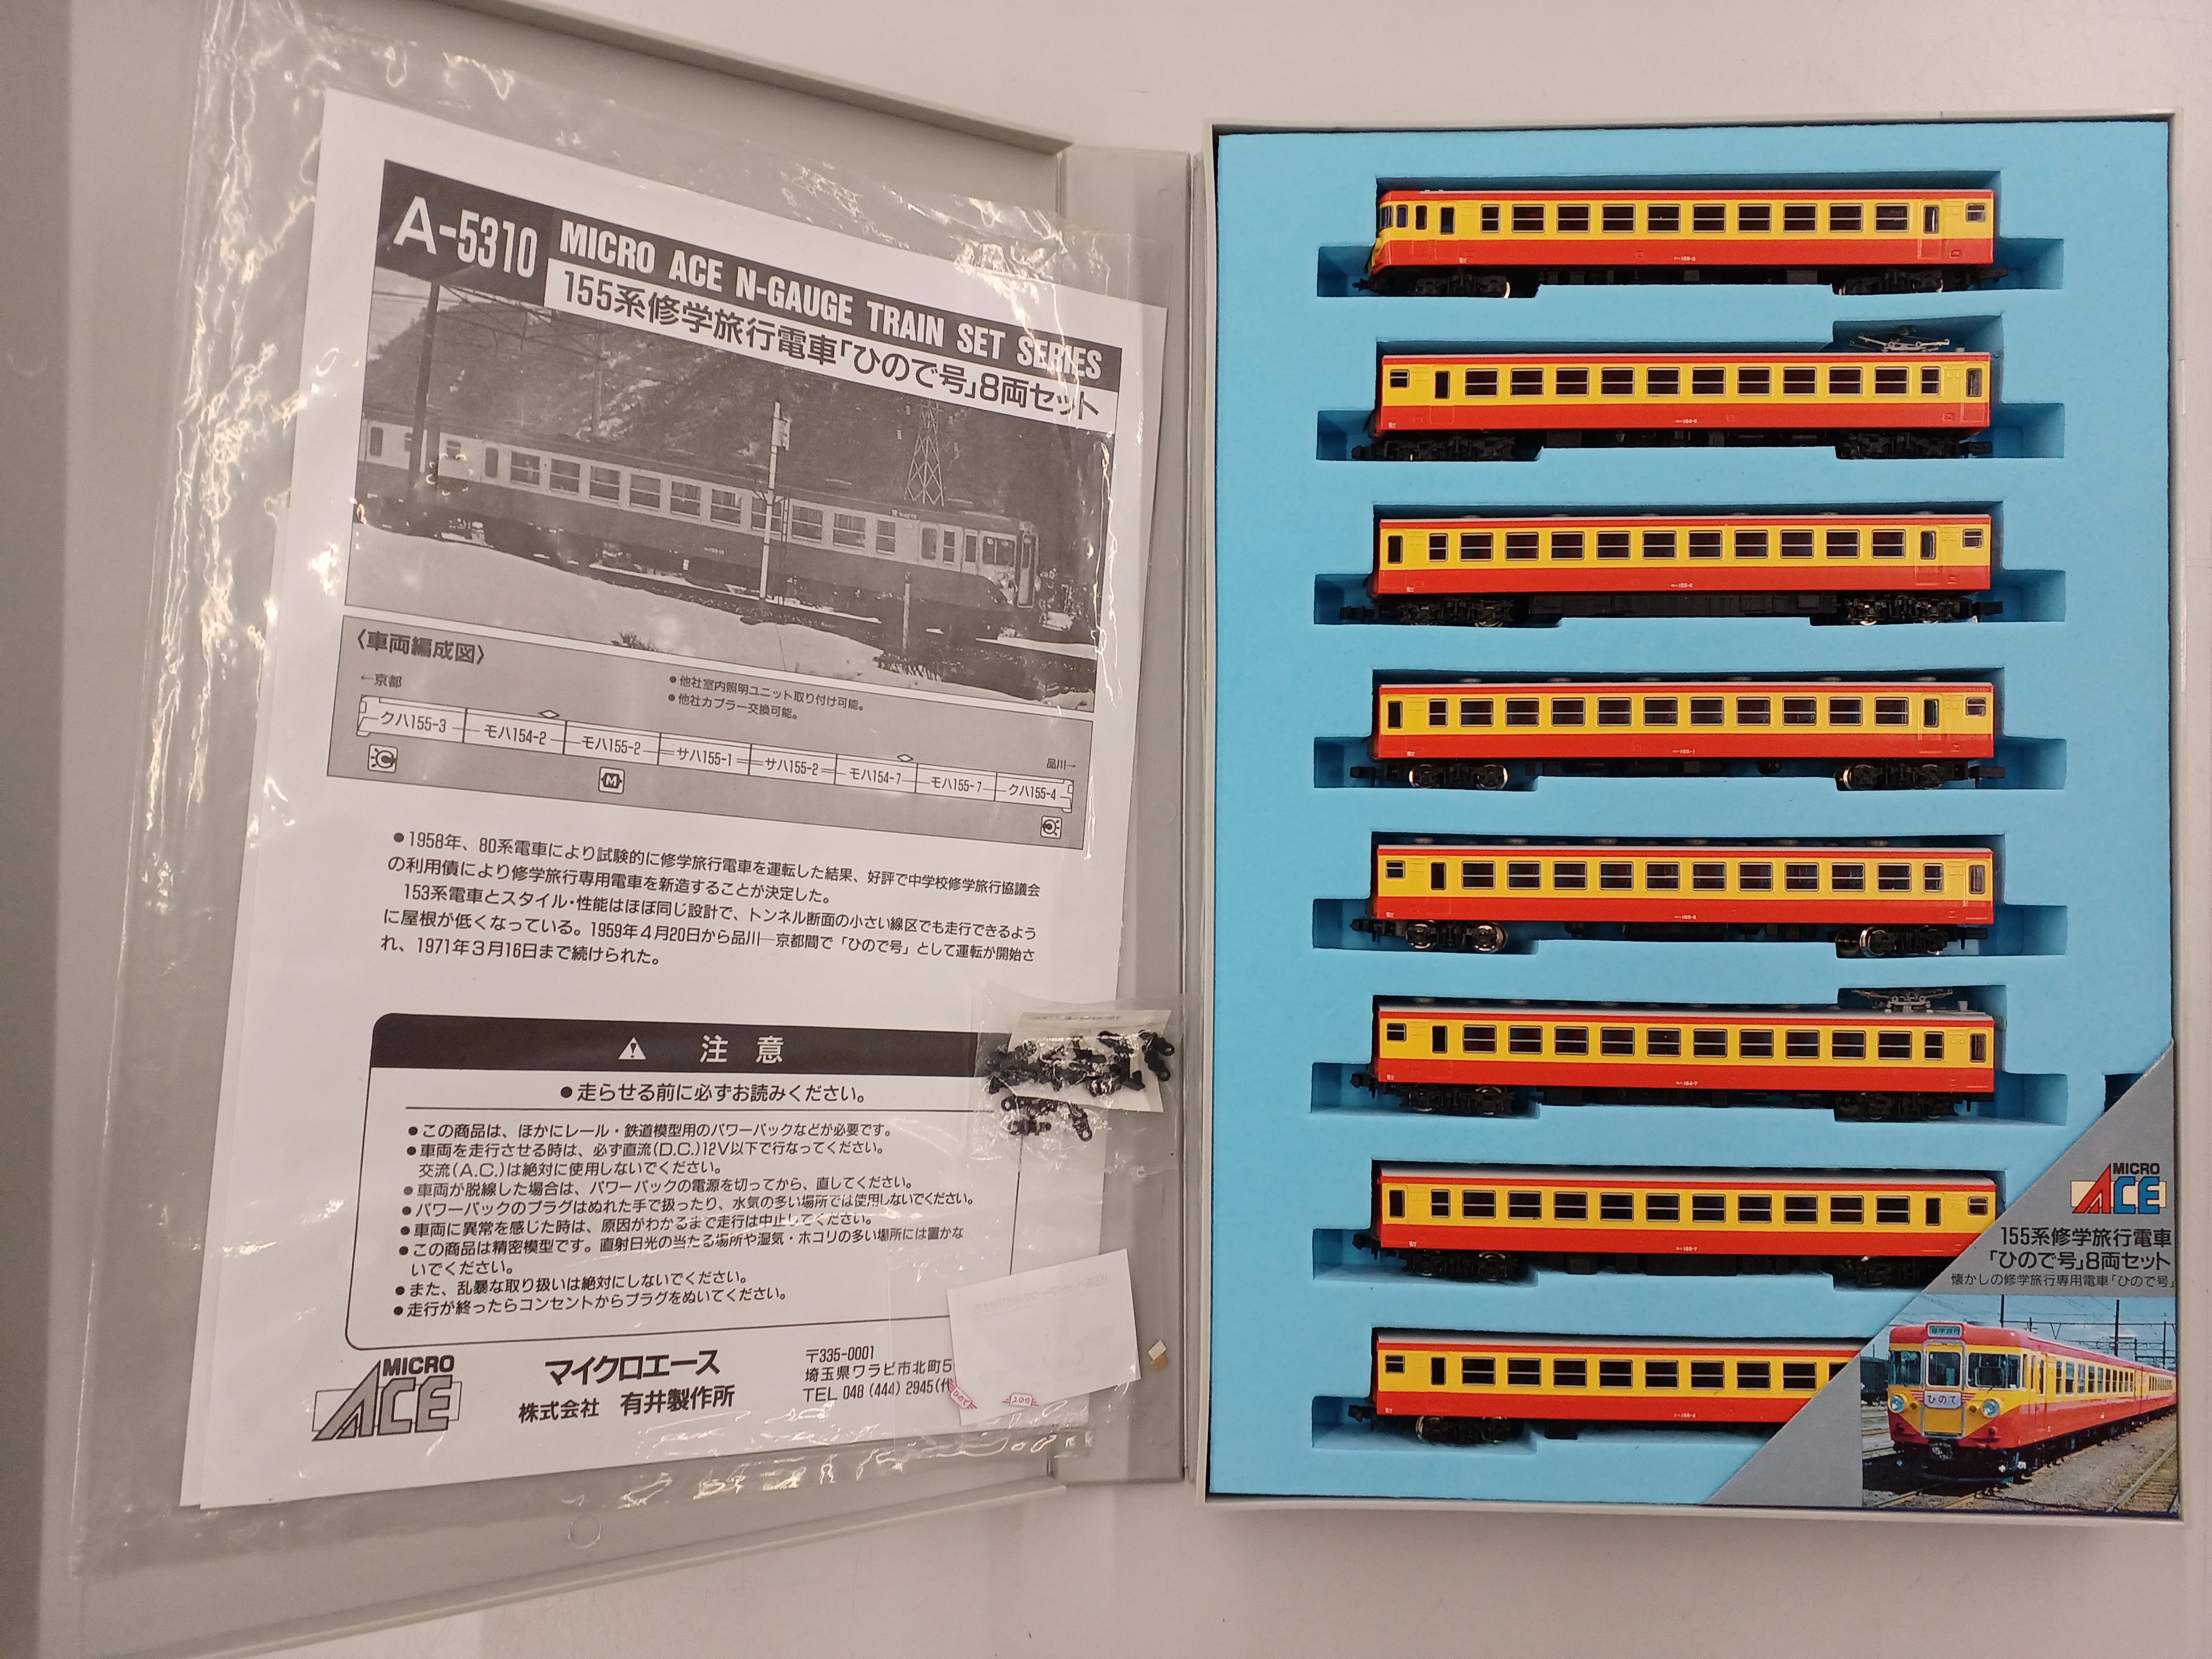 A-5310
MICRO ACE N-GAUGE TRAIN SET SERIES
155系修学旅行電車「ひので号」8両セット
〈車両編成図〉
←京都
●他社室内照明ユニット取り付け可能。
●他社カプラー交換可能。
品川→
クハ155-3
モハ154-2
モハ155-2
サハ155-1
サハ155-2
モハ154-7
モハ155-7
クハ155-4
M
●1958年、80系電車により試験的に修学旅行電車を運転した結果、好評で中学校修学旅行協議会
の利用債により修学旅行専用電車を新造することが決定した。
153系電車とスタイル・性能はほぼ同じ設計で、トンネル断面の小さい線区でも走行できるよう
に屋根が低くなっている。1959年4月20日から品川―京都間で「ひので号」として運転が開始さ
れ、1971年3月16日まで続けられた。
注 意
●走らせる前に必ずお読みください。
●この商品は、ほかにレール・鉄道模型用のパワーパックなどが必要です。
●車両を走行させる時は、必ず直流(D.C.)12V以下で行なってください。
交流(A.C.)は絶対に使用しないでください。
●車両が脱線した場合は、パワーパックの電源を切ってから、直してください。
●パワーパックのプラグはぬれた手で扱ったり、水気の多い場所では使用しないでください。
●車両に異常を感じた時は、原因がわかるまで走行は中止してください。
●この商品は精密模型です。直射日光の当たる場所や湿気・ホコリの多い場所には置かな
いでください。
●また、乱暴な取り扱いは絶対にしないでください。
●走行が終ったらコンセントからプラグをぬいてください。
MICRO
ACE
マイクロエース
株式会社 有井製作所
〒335-0001
埼玉県ワラビ市北町5
TEL 048 (444) 2945(代
MICRO
ACE
155系修学旅行電車
「ひので号」8両セット
懐かしの修学旅行専用電車「ひので号」
修学旅行
ひので